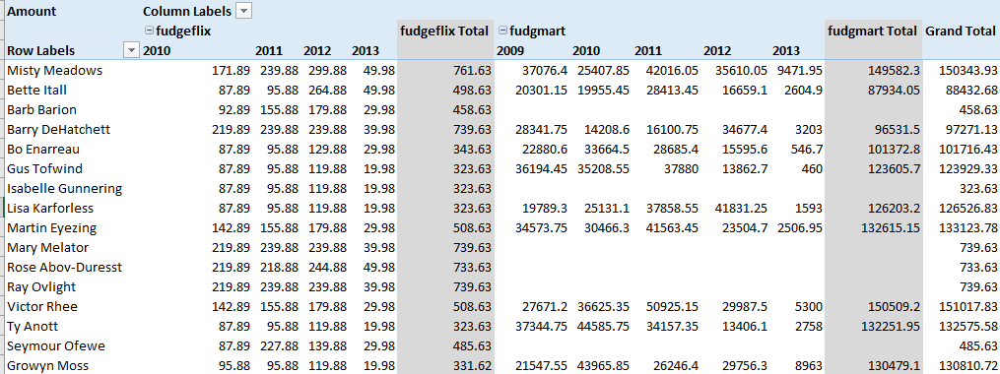 Amount Column Labels
fudgeflix fudgeflix Total fudgmart fudgmart Total Grand Total
Row Labels 2010 2011 2012 2013 2009 2010 2011 2012 2013
Misty Meadows 171.89 239.88 299.88 49.98 761.63 37076.4 25407.85 42016.05 35610.05 9471.95 149582.3 150343.93
Bette Itall 87.89 95.88 264.88 49.98 498.63 20301.15 19955.45 28413.45 16659.1 2604.9 87934.05 88432.68
Barb Barion 92.89 155.88 179.88 29.98 458.63 458.63
Barry DeHatchett 219.89 239.88 239.88 39.98 739.63 28341.75 14208.6 16100.75 34677.4 3203 96531.5 97271.13
Bo Enarreau 87.89 95.88 129.88 29.98 343.63 22880.6 33664.5 28685.4 15595.6 546.7 101372.8 101716.43
Gus Tofwind 87.89 95.88 119.88 19.98 323.63 36194.45 35208.55 37880 13862.7 460 123605.7 123929.33
Isabelle Gunnering 87.89 95.88 119.88 19.98 323.63 323.63
Lisa Karforless 87.89 95.88 119.88 19.98 323.63 19789.3 25131.1 37858.55 41831.25 1593 126203.2 126526.83
Martin Eyezing 142.89 155.88 179.88 29.98 508.63 34573.75 30466.3 41563.45 23504.7 2506.95 132615.15 133123.78
Mary Melator 219.89 239.88 239.88 39.98 739.63 739.63
Rose Abov-Duresst 219.89 218.88 244.88 49.98 733.63 733.63
Ray Ovlight 219.89 239.88 239.88 39.98 739.63 739.63
Victor Rhee 142.89 155.88 179.88 29.98 508.63 27671.2 36625.35 50925.15 29987.5 5300 150509.2 151017.83
Ty Anott 87.89 95.88 119.88 19.98 323.63 37344.75 44585.75 34157.35 13406.1 2758 132251.95 132575.58
Seymour Ofewe 87.89 227.88 139.88 29.98 485.63 485.63
Growyn Moss 95.88 95.88 119.88 19.98 331.62 21547.55 43965.85 26246.4 29756.3 8963 130479.1 130810.72